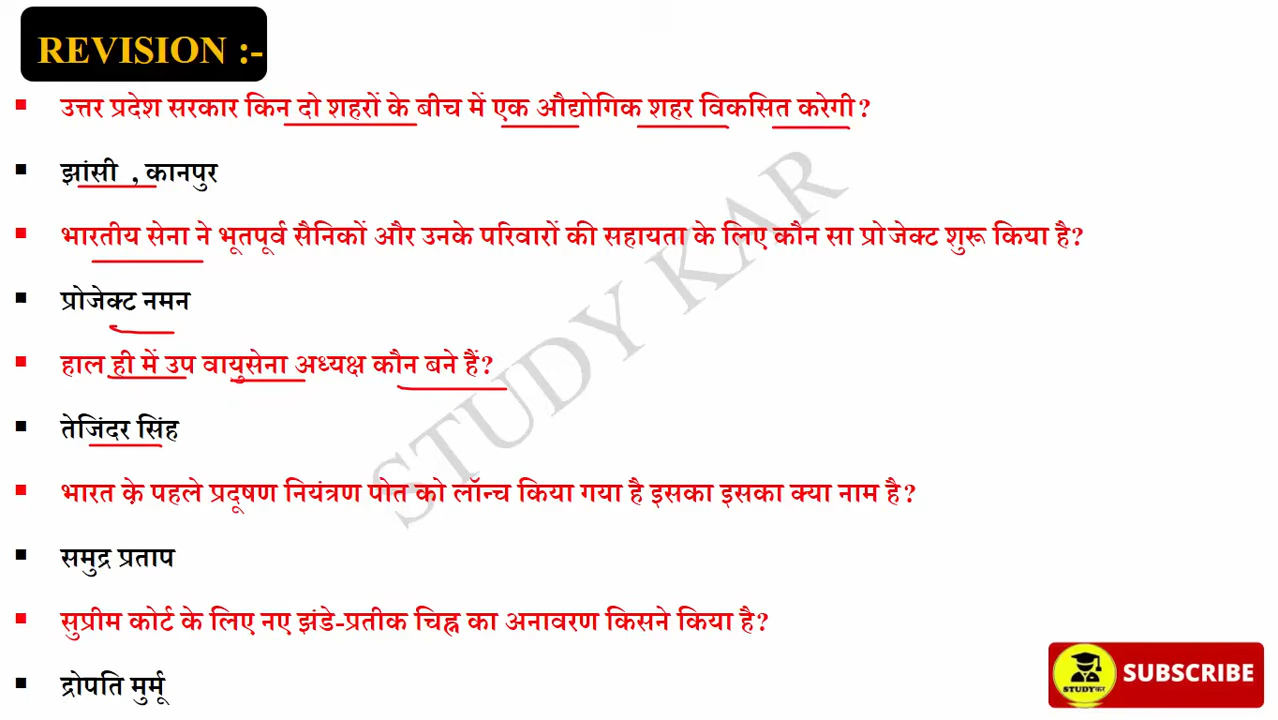 REVISION :-
▪ उत्तर प्रदेश सरकार किन दो शहरों के बीच में एक औद्योगिक शहर विकसित करेगी?
▪ झांसी , कानपुर
▪ भारतीय सेना ने भूतपूर्व सैनिकों और उनके परिवारों की सहायता के लिए कौन सा प्रोजेक्ट शुरू किया है?
▪ प्रोजेक्ट नमन
▪ हाल ही में उप वायुसेना अध्यक्ष कौन बने हैं?
▪ तेजिंदर सिंह
▪ भारत के पहले प्रदूषण नियंत्रण पोत को लॉन्च किया गया है इसका इसका क्या नाम है?
▪ समुद्र प्रताप
▪ सुप्रीम कोर्ट के लिए नए झंडे-प्रतीक चिह्न का अनावरण किसने किया है?
▪ द्रोपति मुर्मू
STUDY KAR
STUDYकर
SUBSCRIBE